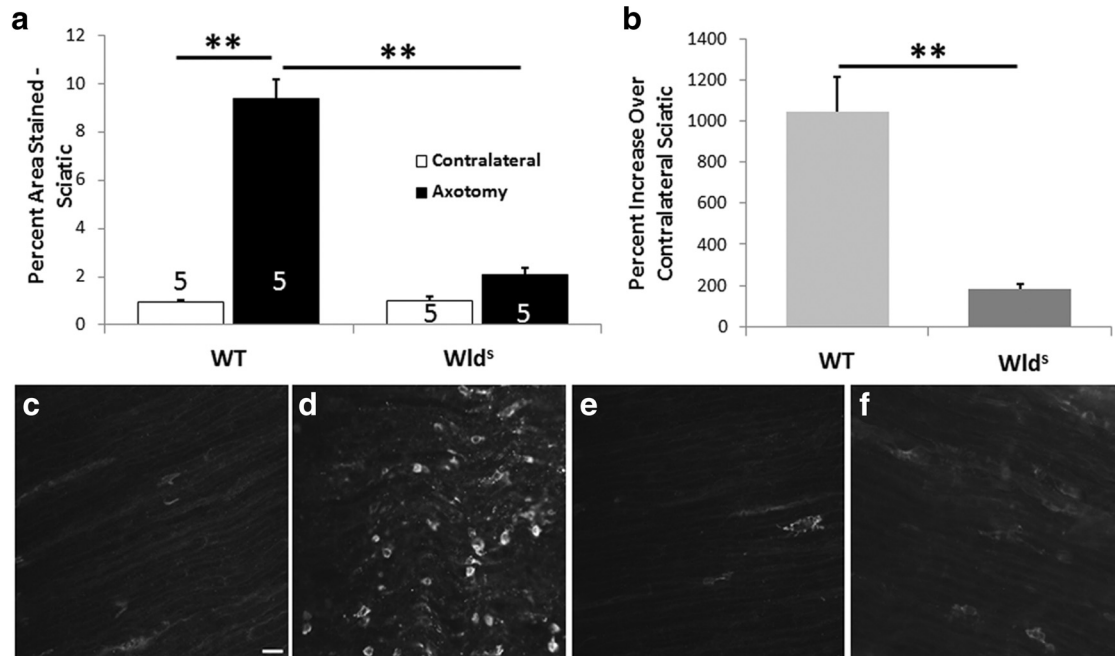 a
12
10
8
6
4
2
0
Percent Area Stained -
Sciatic
**
**
Contralateral
Axotomy
5
5
5
5
WT
Wldˢ
b
1400
1200
1000
800
600
400
200
0
Percent Increase Over
Contralateral Sciatic
**
WT
Wldˢ
c
d
e
f